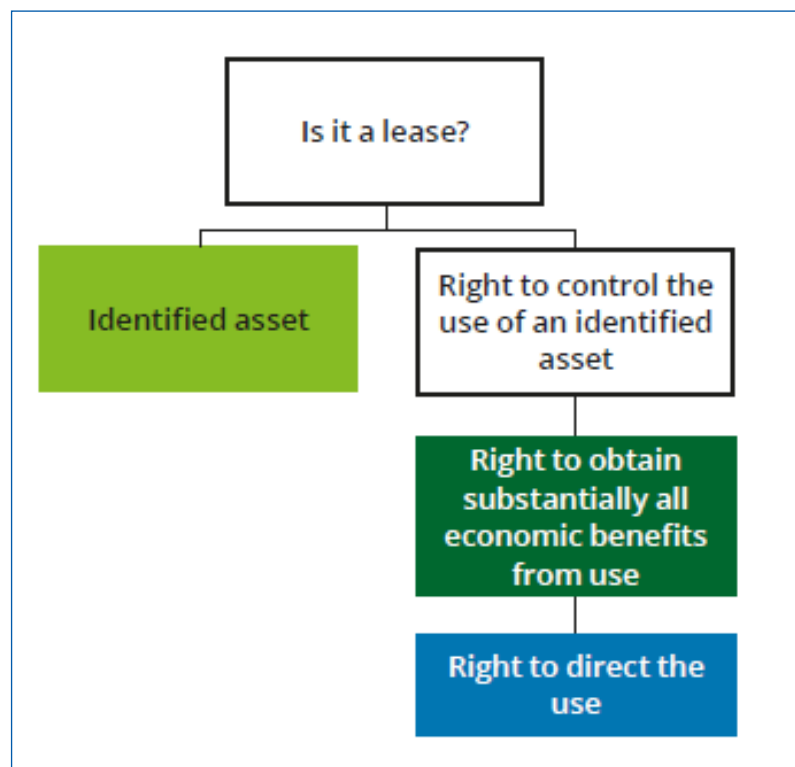 Is it a lease?
Identified asset
Right to control the
use of an identified
asset
Right to obtain
substantially all
economic benefits
from use
Right to direct the
use